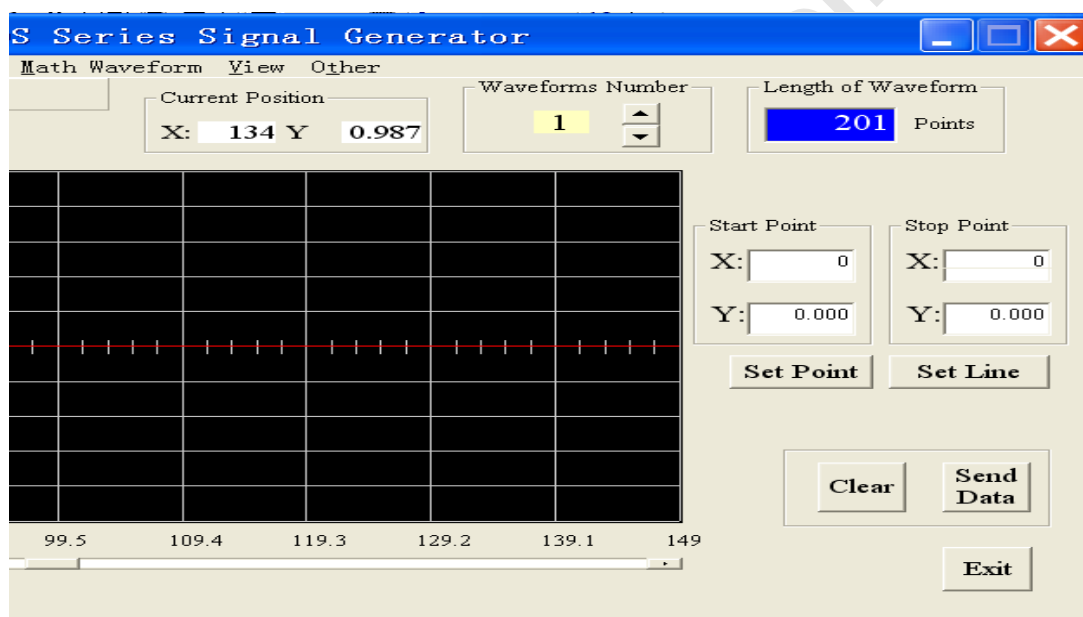 S Series Signal Generator
Math Waveform View Other
Current Position
X: 134 Y 0.987
Waveforms Number
1
Length of Waveform
201 Points
Start Point
X: 0
Y: 0.000
Stop Point
X: 0
Y: 0.000
Set Point
Set Line
Clear
Send
Data
99.5 109.4 119.3 129.2 139.1 149
Exit